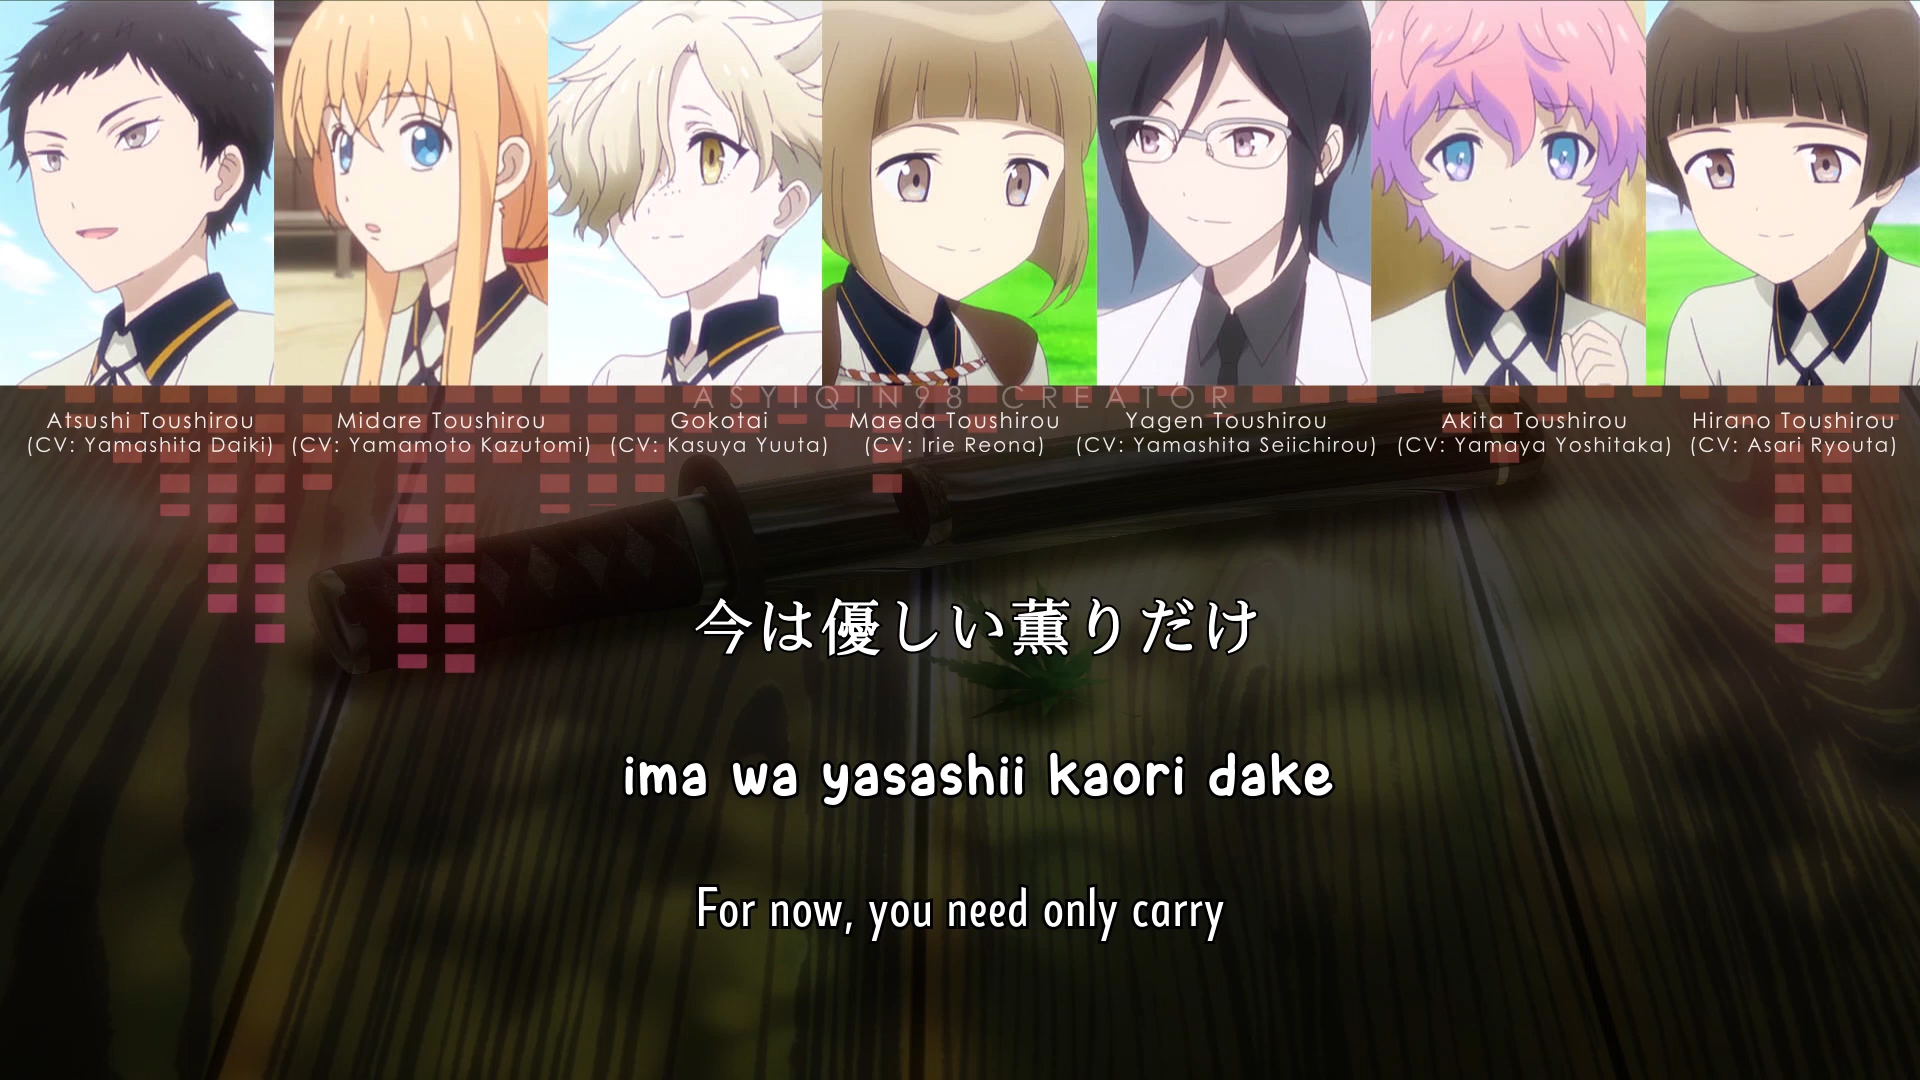 ASYIQIN98 CREATOR
Atsushi Toushirou
(CV: Yamashita Daiki)
Midare Toushirou
(CV: Yamamoto Kazutomi)
Gokotai
(CV: Kasuya Yuuta)
Maeda Toushirou
(CV: Irie Reona)
Yagen Toushirou
(CV: Yamashita Seiichirou)
Akita Toushirou
(CV: Yamaya Yoshitaka)
Hirano Toushirou
(CV: Asari Ryouta)
今は優しい薫りだけ
ima wa yasashii kaori dake
For now, you need only carry